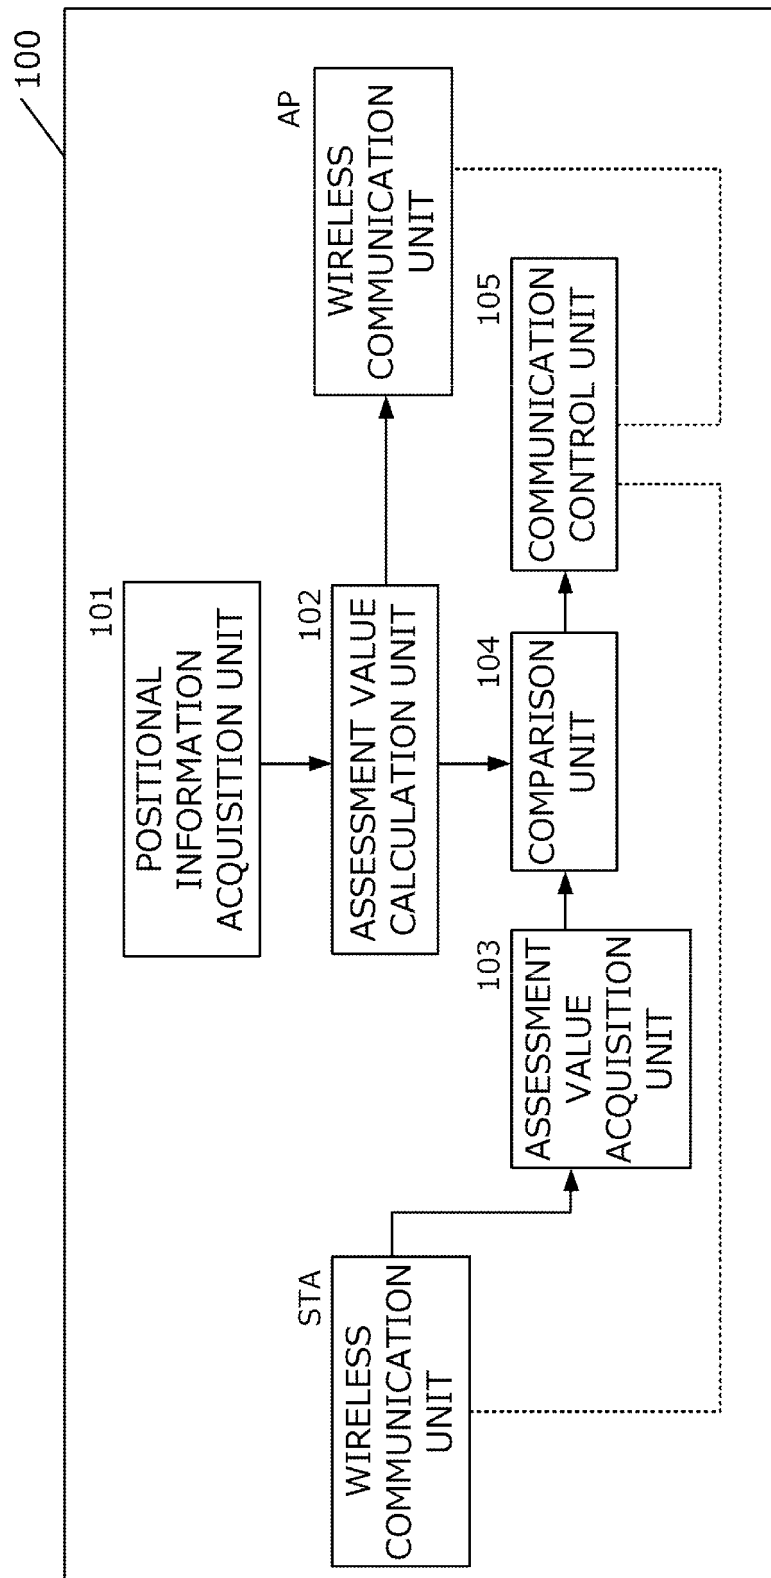 100
101
POSITIONAL
INFORMATION
ACQUISITION UNIT
102
ASSESSMENT VALUE
CALCULATION UNIT
AP
WIRELESS
COMMUNICATION
UNIT
STA
WIRELESS
COMMUNICATION
UNIT
103
ASSESSMENT
VALUE
ACQUISITION
UNIT
104
COMPARISON
UNIT
105
COMMUNICATION
CONTROL UNIT